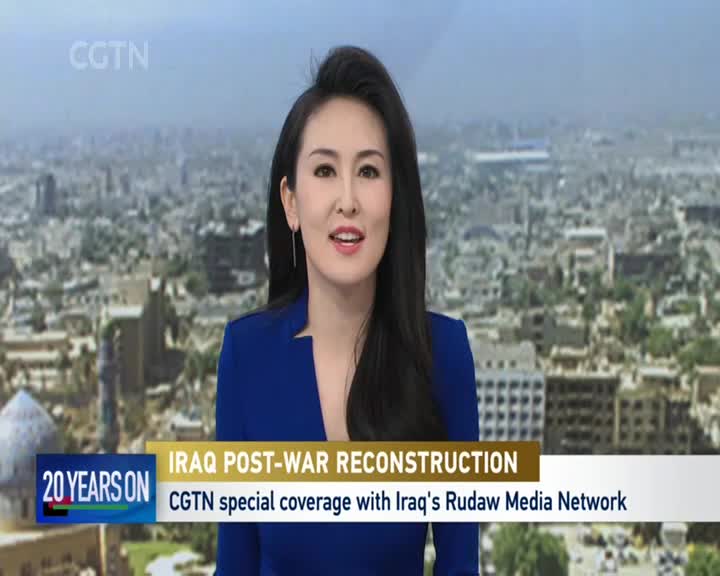 CGTN
IRAQ POST-WAR RECONSTRUCTION
20 YEARS ON
CGTN special coverage with Iraq's Rudaw Media Network